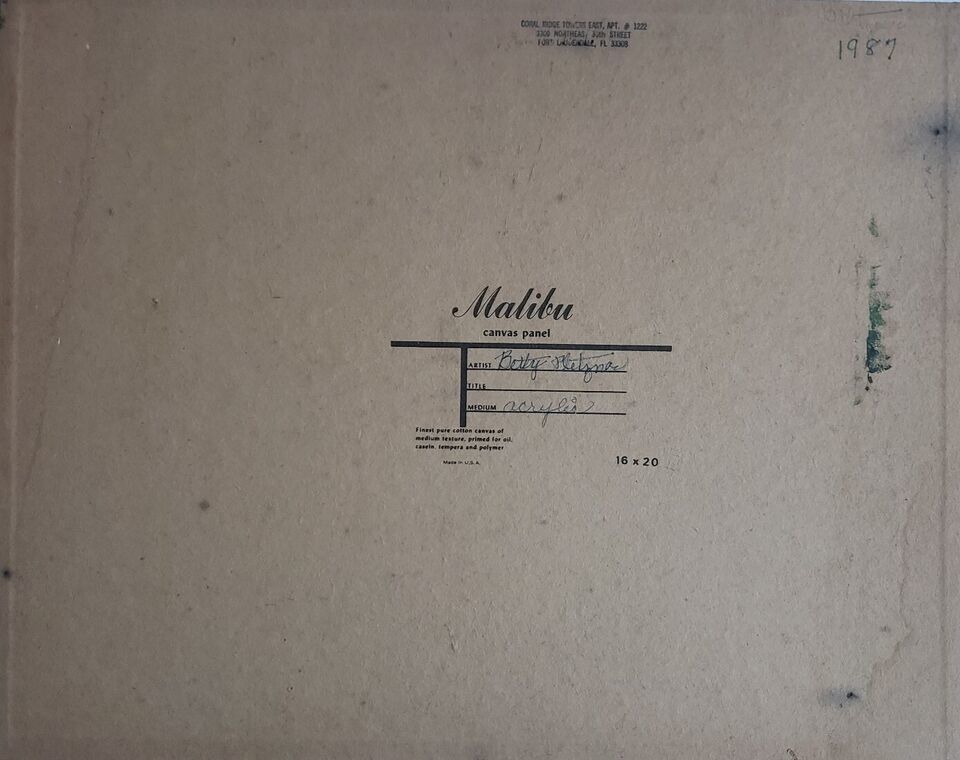 CORAL RIDGE TOWERS EAST, APT. # 1222
3300 NORTHEAST 36th STREET
FORT LAUDERDALE, FL 33308
1987
Malibu
canvas panel
ARTIST Betty
TITLE
MEDIUM acrylic
Finest pure cotton canvas of
medium texture, primed for oil,
casein, tempera and polymer
Made in U.S.A.
16 x 20